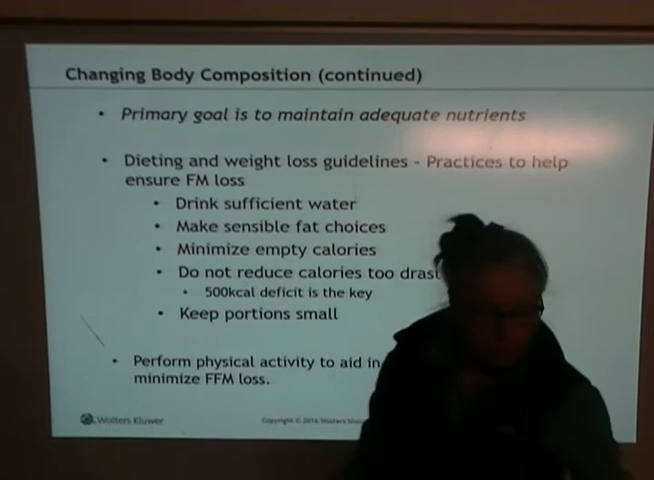 Changing Body Composition (continued)
• Primary goal is to maintain adequate nutrients
• Dieting and weight loss guidelines - Practices to help
ensure FM loss
• Drink sufficient water
• Make sensible fat choices
• Minimize empty calories
• Do not reduce calories too drast
• 500kcal deficit is the key
• Keep portions small
• Perform physical activity to aid in
minimize FFM loss.
Wolters Kluwer
Copyright © 2016 Wolters